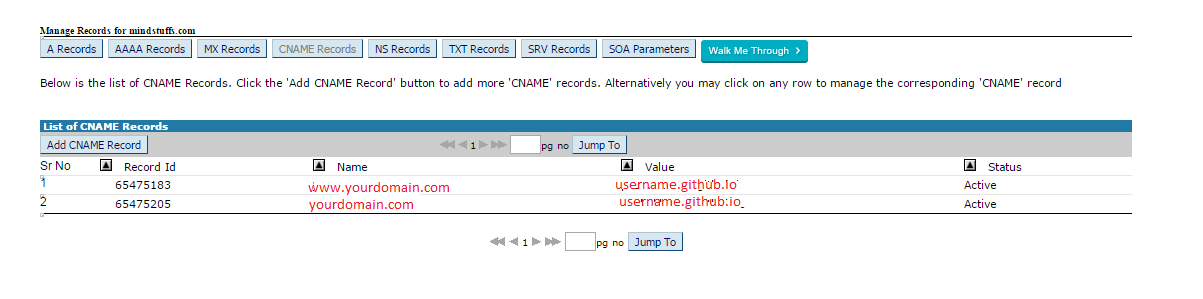 Manage Records for mindstuffs.com
A Records AAAA Records MX Records CNAME Records NS Records TXT Records SRV Records SOA Parameters Walk Me Through >
Below is the list of CNAME Records. Click the 'Add CNAME Record' button to add more 'CNAME' records. Alternatively you may click on any row to manage the corresponding 'CNAME' record
List of CNAME Records
Add CNAME Record 1 pg no Jump To
Sr No Record Id Name Value Status
1 65475183 www.yourdomain.com username.github.Io Active
2 65475205 yourdomain.com username.github.io Active
1 pg no Jump To